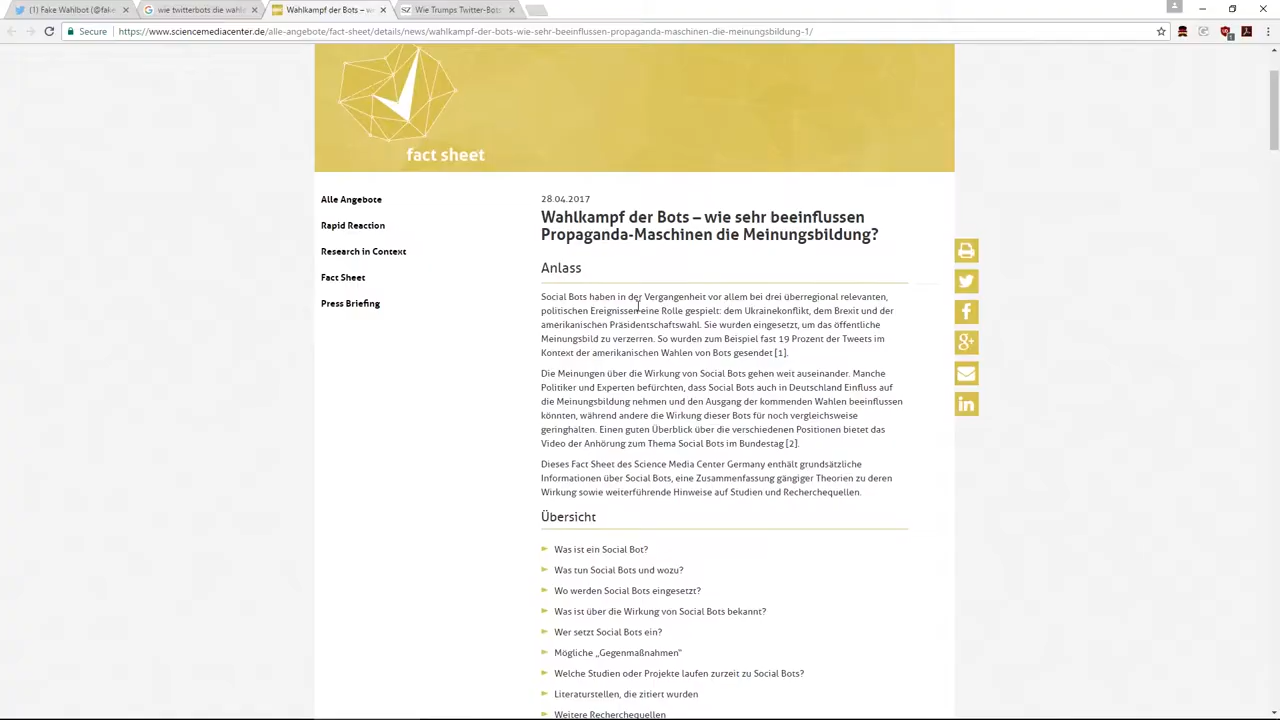 (1) Fake Wahlbot (@fake
wie twitterbots die wahle
Wahlkampf der Bots – wie
Wie Trumps Twitter-Bots
Secure
https://www.sciencemediacenter.de/alle-angebote/fact-sheet/details/news/wahlkampf-der-bots-wie-sehr-beeinflussen-propaganda-maschinen-die-meinungsbildung-1/
fact sheet
Alle Angebote
Rapid Reaction
Research in Context
Fact Sheet
Press Briefing
28.04.2017
Wahlkampf der Bots – wie sehr beeinflussen
Propaganda-Maschinen die Meinungsbildung?
Anlass
Social Bots haben in der Vergangenheit vor allem bei drei überregional relevanten,
politischen Ereignissen eine Rolle gespielt: dem Ukrainekonflikt, dem Brexit und der
amerikanischen Präsidentschaftswahl. Sie wurden eingesetzt, um das öffentliche
Meinungsbild zu verzerren. So wurden zum Beispiel fast 19 Prozent der Tweets im
Kontext der amerikanischen Wahlen von Bots gesendet [1].
Die Meinungen über die Wirkung von Social Bots gehen weit auseinander. Manche
Politiker und Experten befürchten, dass Social Bots auch in Deutschland Einfluss auf
die Meinungsbildung nehmen und den Ausgang der kommenden Wahlen beeinflussen
könnten, während andere die Wirkung dieser Bots für noch vergleichsweise
geringhalten. Einen guten Überblick über die verschiedenen Positionen bietet das
Video der Anhörung zum Thema Social Bots im Bundestag [2].
Dieses Fact Sheet des Science Media Center Germany enthält grundsätzliche
Informationen über Social Bots, eine Zusammenfassung gängiger Theorien zu deren
Wirkung sowie weiterführende Hinweise auf Studien und Recherchequellen.
Übersicht
Was ist ein Social Bot?
Was tun Social Bots und wozu?
Wo werden Social Bots eingesetzt?
Was ist über die Wirkung von Social Bots bekannt?
Wer setzt Social Bots ein?
Mögliche „Gegenmaßnahmen"
Welche Studien oder Projekte laufen zurzeit zu Social Bots?
Literaturstellen, die zitiert wurden
Weitere Recherchequellen